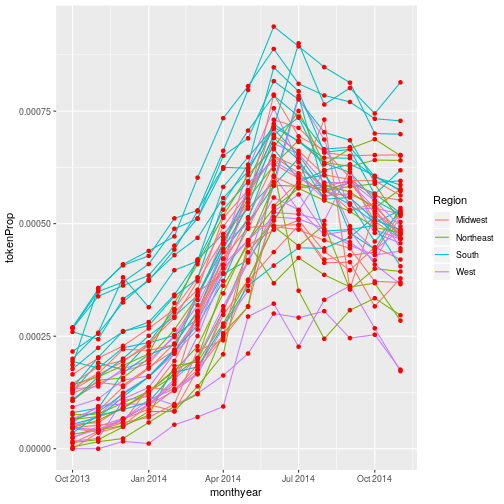 tokenProp
0.00075
0.00050
0.00025
0.00000
Oct 2013
Jan 2014
Apr 2014
Jul 2014
Oct 2014
monthyear
Region
Midwest
Northeast
South
West